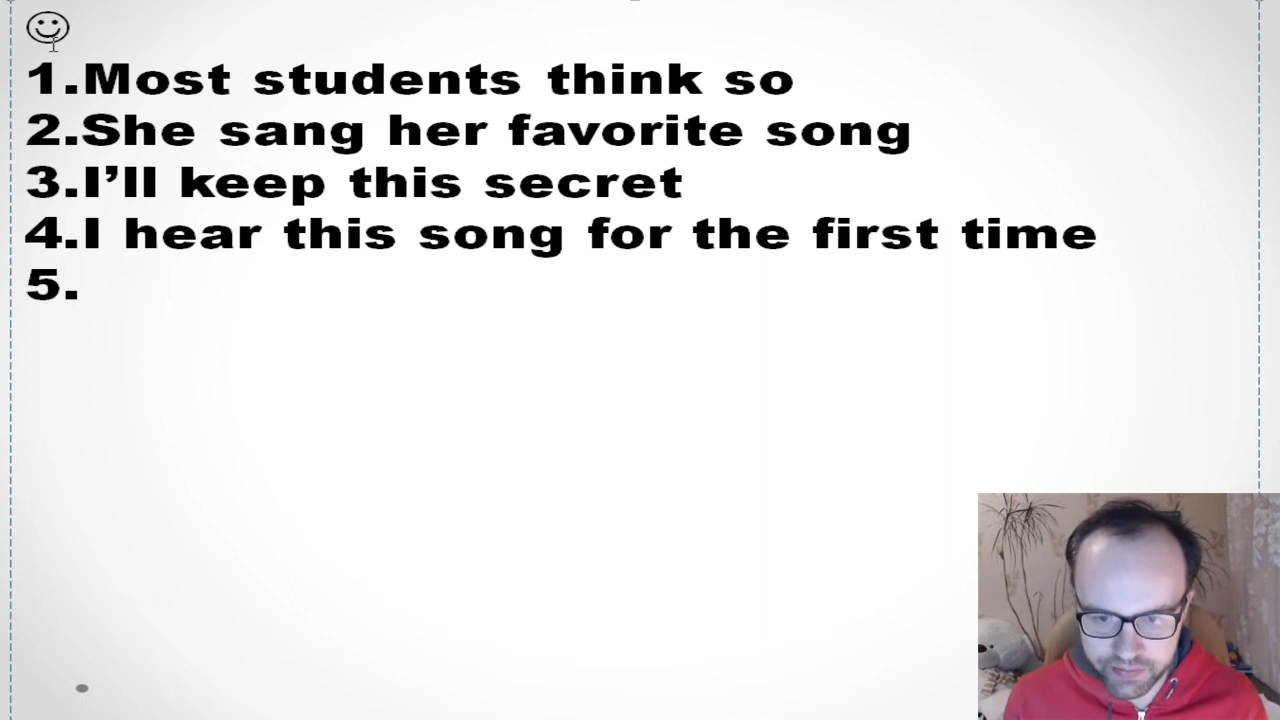 1.Most students think so
2.She sang her favorite song
3.I’ll keep this secret
4.I hear this song for the first time
5.